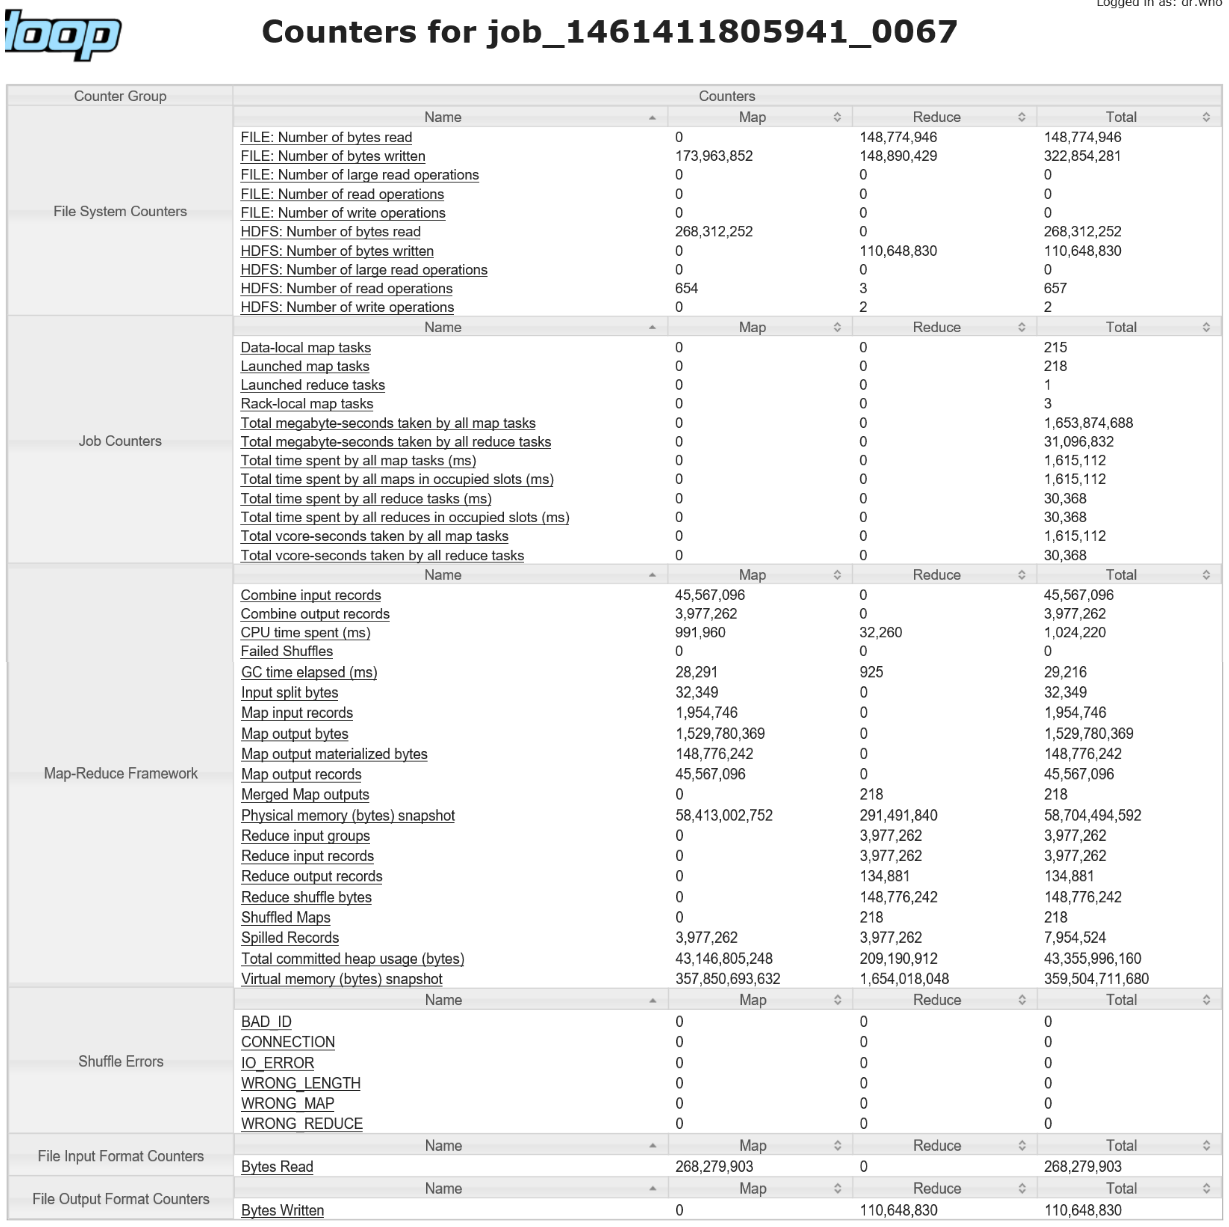 Logged in as: dr.who
loop
Counters for job_1461411805941_0067
Counter Group Counters
File System Counters
Name Map Reduce Total
FILE: Number of bytes read 0 148,774,946 148,774,946
FILE: Number of bytes written 173,963,852 148,890,429 322,854,281
FILE: Number of large read operations 0 0 0
FILE: Number of read operations 0 0 0
FILE: Number of write operations 0 0 0
HDFS: Number of bytes read 268,312,252 0 268,312,252
HDFS: Number of bytes written 0 110,648,830 110,648,830
HDFS: Number of large read operations 0 0 0
HDFS: Number of read operations 654 3 657
HDFS: Number of write operations 0 2 2
Job Counters
Name Map Reduce Total
Data-local map tasks 0 0 215
Launched map tasks 0 0 218
Launched reduce tasks 0 0 1
Rack-local map tasks 0 0 3
Total megabyte-seconds taken by all map tasks 0 0 1,653,874,688
Total megabyte-seconds taken by all reduce tasks 0 0 31,096,832
Total time spent by all map tasks (ms) 0 0 1,615,112
Total time spent by all maps in occupied slots (ms) 0 0 1,615,112
Total time spent by all reduce tasks (ms) 0 0 30,368
Total time spent by all reduces in occupied slots (ms) 0 0 30,368
Total vcore-seconds taken by all map tasks 0 0 1,615,112
Total vcore-seconds taken by all reduce tasks 0 0 30,368
Map-Reduce Framework
Name Map Reduce Total
Combine input records 45,567,096 0 45,567,096
Combine output records 3,977,262 0 3,977,262
CPU time spent (ms) 991,960 32,260 1,024,220
Failed Shuffles 0 0 0
GC time elapsed (ms) 28,291 925 29,216
Input split bytes 32,349 0 32,349
Map input records 1,954,746 0 1,954,746
Map output bytes 1,529,780,369 0 1,529,780,369
Map output materialized bytes 148,776,242 0 148,776,242
Map output records 45,567,096 0 45,567,096
Merged Map outputs 0 218 218
Physical memory (bytes) snapshot 58,413,002,752 291,491,840 58,704,494,592
Reduce input groups 0 3,977,262 3,977,262
Reduce input records 0 3,977,262 3,977,262
Reduce output records 0 134,881 134,881
Reduce shuffle bytes 0 148,776,242 148,776,242
Shuffled Maps 0 218 218
Spilled Records 3,977,262 3,977,262 7,954,524
Total committed heap usage (bytes) 43,146,805,248 209,190,912 43,355,996,160
Virtual memory (bytes) snapshot 357,850,693,632 1,654,018,048 359,504,711,680
Shuffle Errors
Name Map Reduce Total
BAD_ID 0 0 0
CONNECTION 0 0 0
IO_ERROR 0 0 0
WRONG_LENGTH 0 0 0
WRONG_MAP 0 0 0
WRONG_REDUCE 0 0 0
File Input Format Counters
Name Map Reduce Total
Bytes Read 268,279,903 0 268,279,903
File Output Format Counters
Name Map Reduce Total
Bytes Written 0 110,648,830 110,648,830